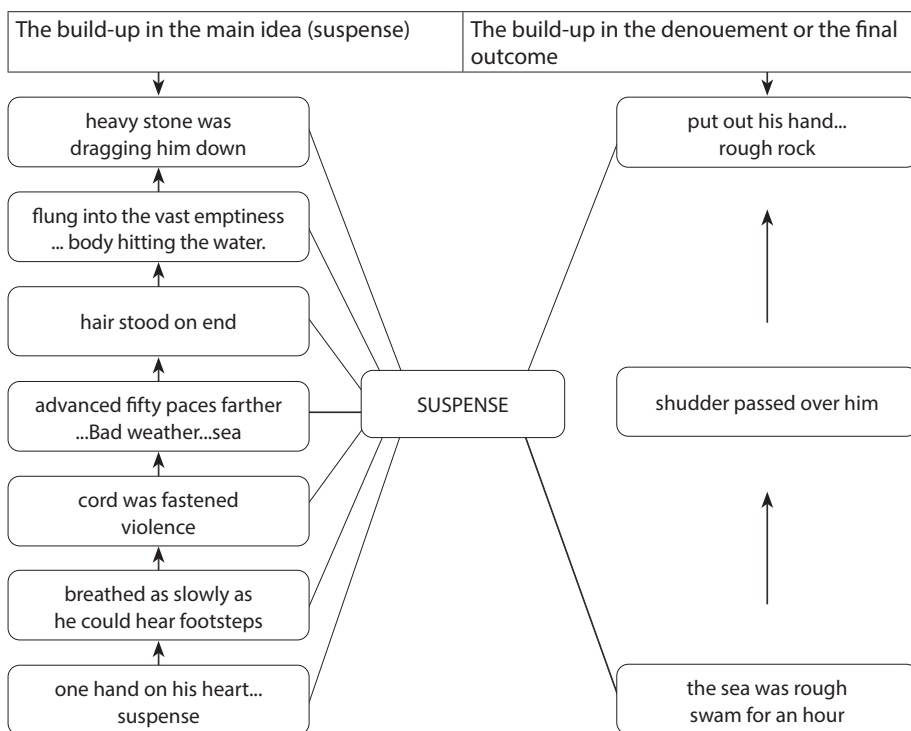 The build-up in the main idea (suspense)
The build-up in the denouement or the final
outcome
heavy stone was
dragging him down
flung into the vast emptiness
... body hitting the water.
hair stood on end
advanced fifty paces farther
...Bad weather...sea
cord was fastened
violence
breathed as slowly as
he could hear footsteps
one hand on his heart...
suspense
SUSPENSE
put out his hand...
rough rock
shudder passed over him
the sea was rough
swam for an hour